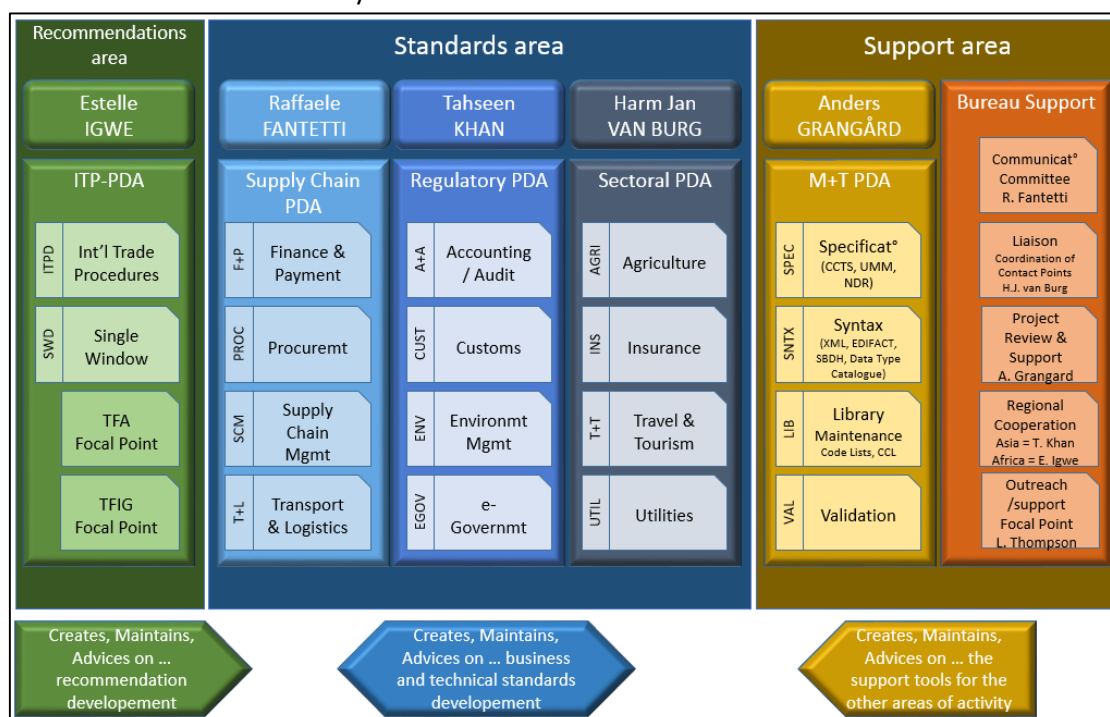 Recommendations
area
Estelle
IGWE
ITP-PDA
ITPD
Int'l Trade
Procedures
SWD
Single
Window
TFA
Focal Point
TFIG
Focal Point
Standards area
Raffaele
FANTETTI
Supply Chain
PDA
F+P
Finance &
Payment
PROC
Procuremt
SCM
Supply
Chain
Mgmt
T+L
Transport
& Logistics
Tahseen
KHAN
Regulatory PDA
A+A
Accounting
/ Audit
CUST
Customs
ENV
Environmt
Mgmt
EGOV
e-
Governmt
Harm Jan
VAN BURG
Sectoral PDA
AGRI
Agriculture
INS
Insurance
T+T
Travel &
Tourism
UTIL
Utilities
Support area
Anders
GRANGÅRD
M+T PDA
SPEC
Specificat°
(CCTS, UMM,
NDR)
SNTX
Syntax
(XML, EDIFACT,
SBDH, Data Type
Catalogue)
LIB
Library
Maintenance
Code Lists, CCL
VAL
Validation
Bureau Support
Communicat°
Committee
R. Fantetti
Liaison
Coordination of
Contact Points
H.J. van Burg
Project
Review &
Support
A. Grangard
Regional
Cooperation
Asia = T. Khan
Africa = E. Igwe
Outreach
/support
Focal Point
L. Thompson
Creates, Maintains,
Advices on ...
recommendation
developement
Creates, Maintains,
Advices on ... business
and technical standards
developement
Creates, Maintains,
Advices on ... the
support tools for the
other areas of activity